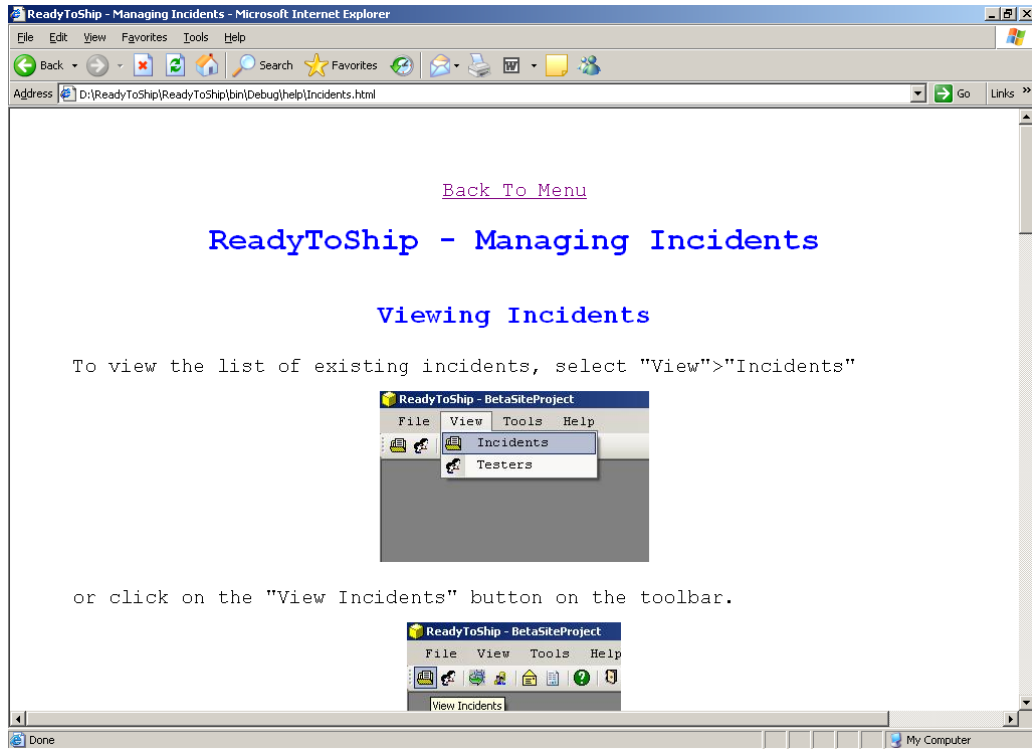 ReadyToShip - Managing Incidents - Microsoft Internet Explorer
File Edit View Favorites Tools Help
Back Search Favorites
Address D:\ReadyToShip\ReadyToShip\bin\Debug\help\Incidents.html Go Links »
Back To Menu
ReadyToShip - Managing Incidents
Viewing Incidents
To view the list of existing incidents, select "View">"Incidents"
ReadyToShip - BetaSiteProject
File View Tools Help
Incidents
Testers
or click on the "View Incidents" button on the toolbar.
ReadyToShip - BetaSiteProject
File View Tools Help
View Incidents
Done My Computer